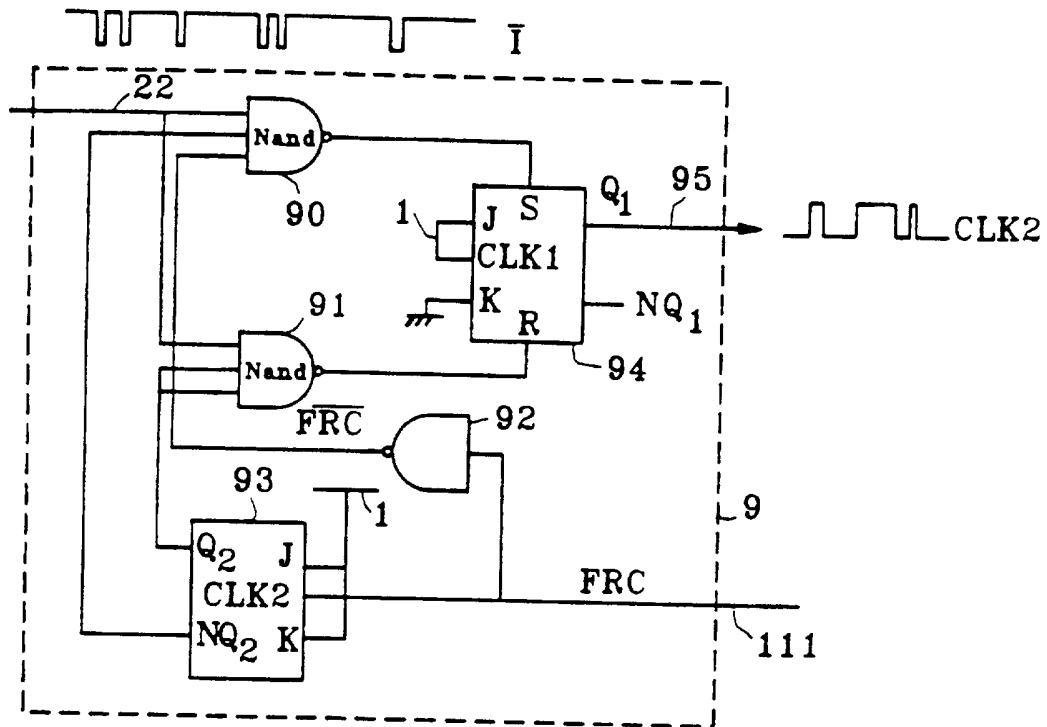 I̅
22
Nand
90
S
Q₁
95
J
1
CLK1
CLK2
K
NQ₁
R
91
94
Nand
F̅R̅C̅
92
93
1
9
Q₂
J
CLK2
FRC
NQ₂
K
111